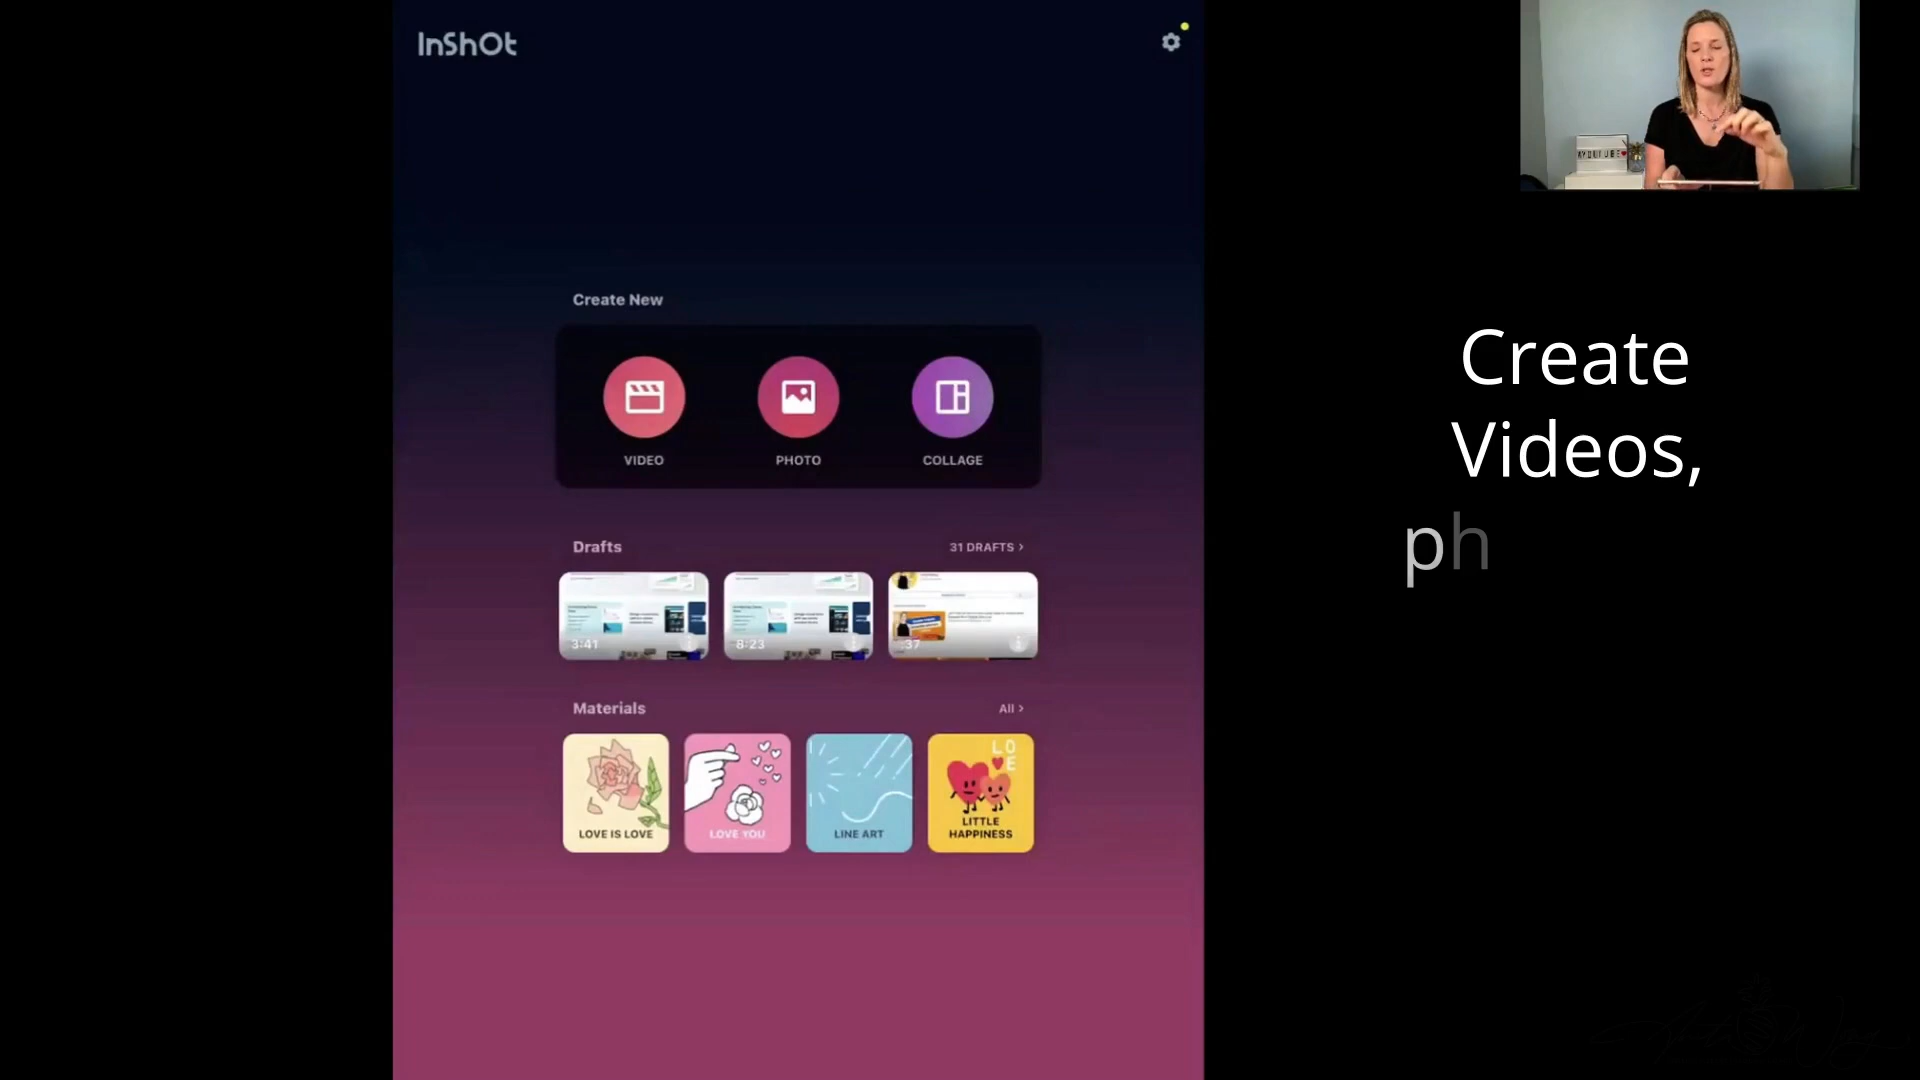 InShOt
Create New
VIDEO
PHOTO
COLLAGE
Drafts
31 DRAFTS >
3:41
8:23
:37
Materials
All >
LOVE IS LOVE
LOVE YOU
LINE ART
LO
E
LITTLE
HAPPINESS
Create
Videos,
ph